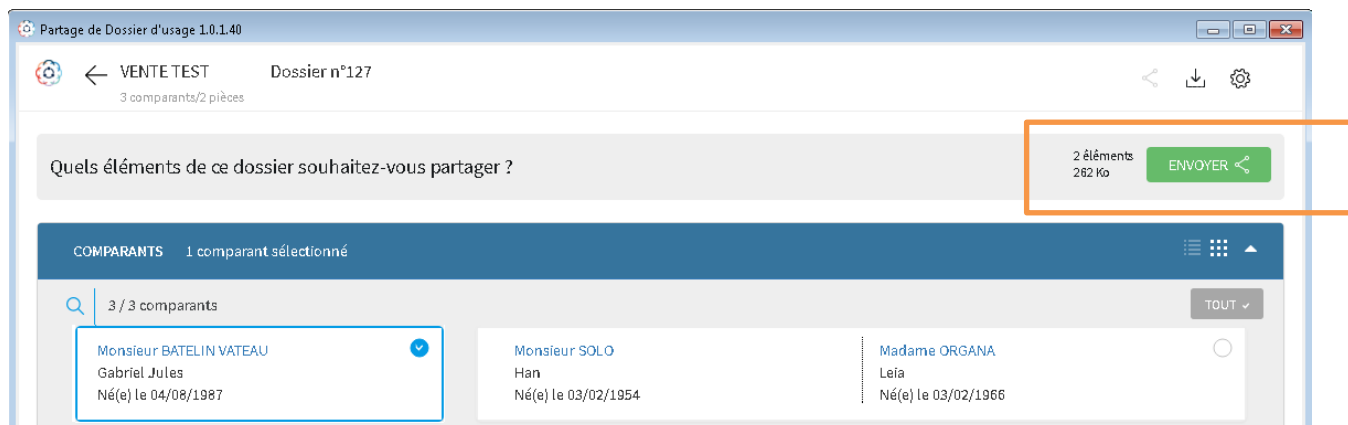 Partage de Dossier d'usage 1.0.1.40
VENTE TEST Dossier n°127
3 comparants/2 pièces
Quels éléments de ce dossier souhaitez-vous partager ?
2 éléments
262 Ko
ENVOYER
COMPARANTS 1 comparant sélectionné
3 / 3 comparants
TOUT
Monsieur BATELIN VATEAU
Gabriel Jules
Né(e) le 04/08/1987
Monsieur SOLO
Han
Né(e) le 03/02/1954
Madame ORGANA
Leia
Né(e) le 03/02/1966